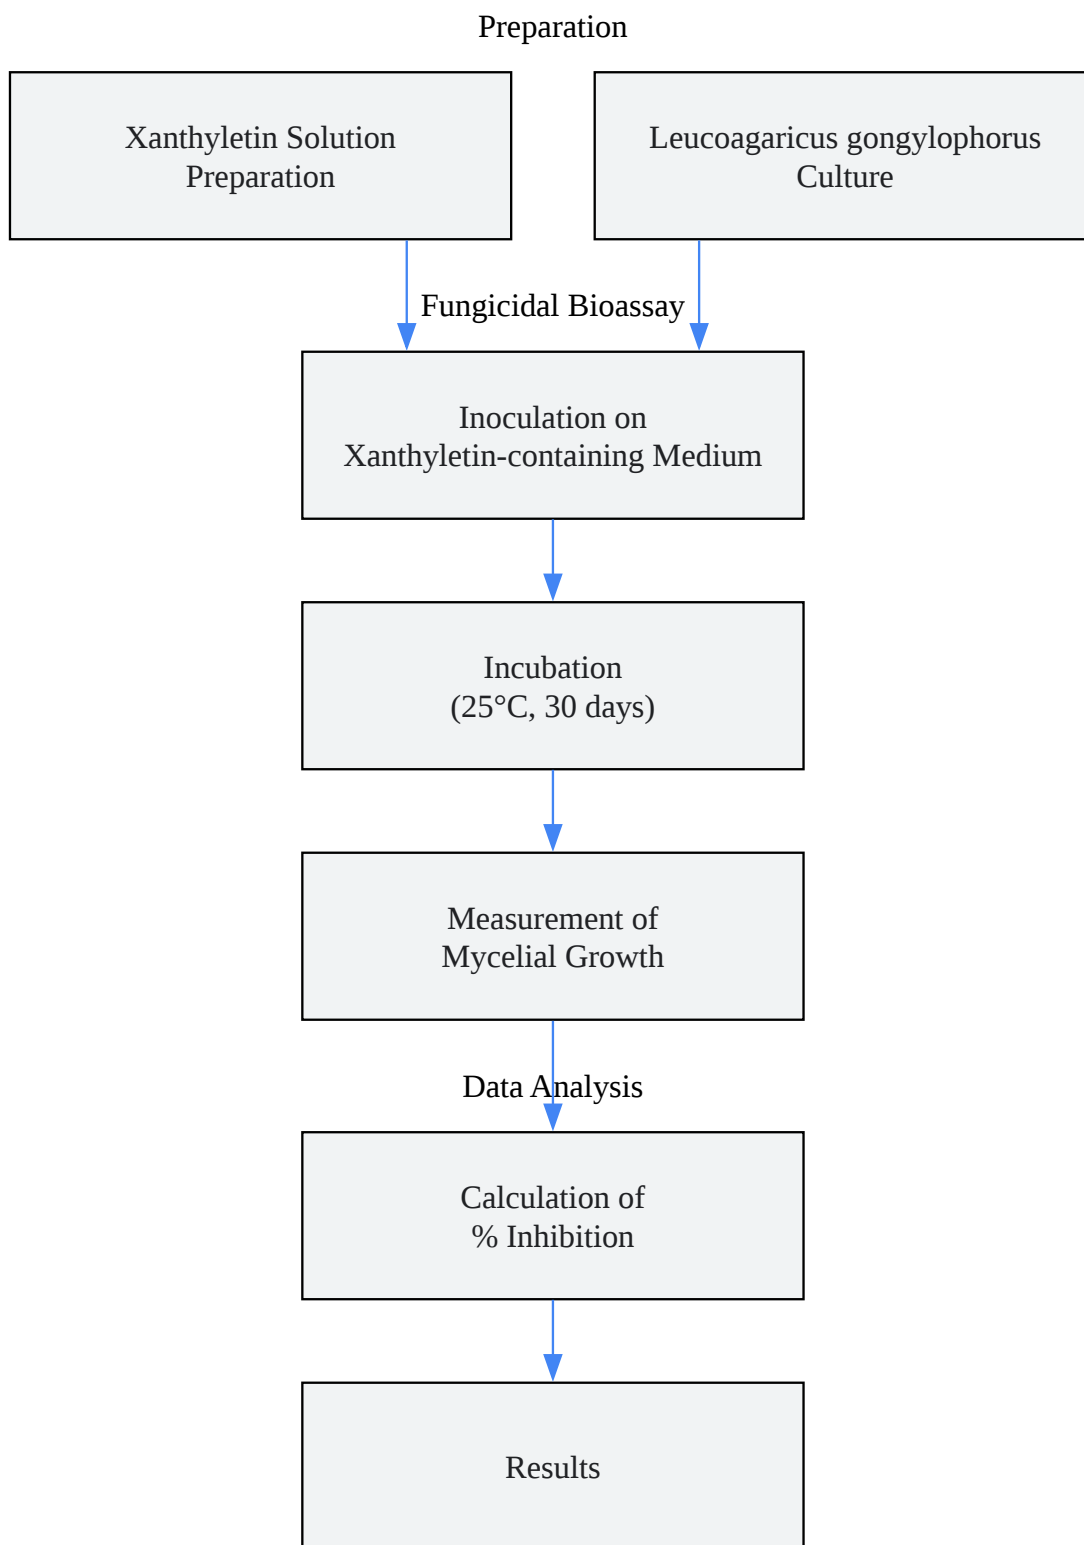 Preparation
Xanthyletin Solution
Preparation
Leucoagaricus gongylophorus
Culture
Fungicidal Bioassay
Inoculation on
Xanthyletin-containing Medium
Incubation
(25°C, 30 days)
Measurement of
Mycelial Growth
Data Analysis
Calculation of
% Inhibition
Results